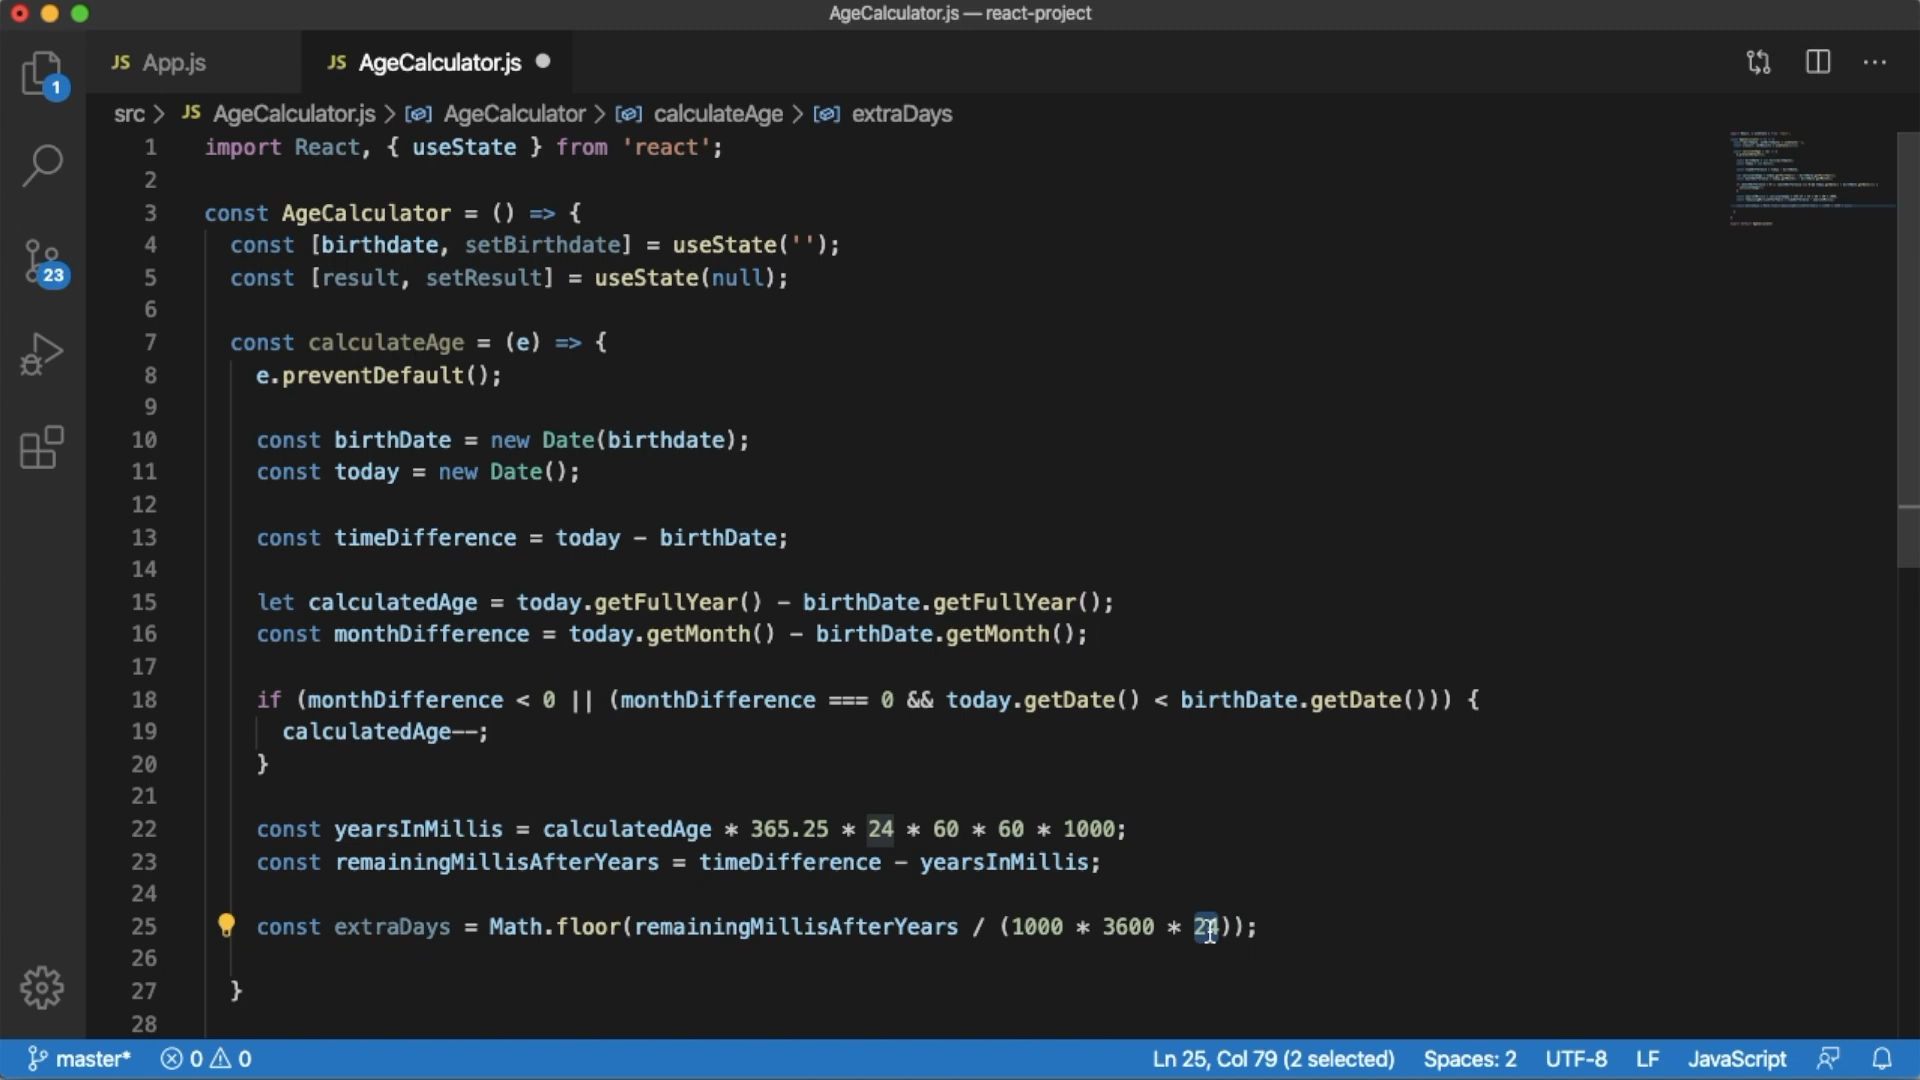 AgeCalculator.js — react-project
JS App.js
JS AgeCalculator.js
1
src > JS AgeCalculator.js > AgeCalculator > calculateAge > extraDays
1 import React, { useState } from 'react';
2
3 const AgeCalculator = () => {
4 const [birthdate, setBirthdate] = useState('');
5 const [result, setResult] = useState(null);
6
7 const calculateAge = (e) => {
8 e.preventDefault();
9
10 const birthDate = new Date(birthdate);
11 const today = new Date();
12
13 const timeDifference = today - birthDate;
14
15 let calculatedAge = today.getFullYear() - birthDate.getFullYear();
16 const monthDifference = today.getMonth() - birthDate.getMonth();
17
18 if (monthDifference < 0 || (monthDifference === 0 && today.getDate() < birthDate.getDate())) {
19 calculatedAge--;
20 }
21
22 const yearsInMillis = calculatedAge * 365.25 * 24 * 60 * 60 * 1000;
23 const remainingMillisAfterYears = timeDifference - yearsInMillis;
24
25 const extraDays = Math.floor(remainingMillisAfterYears / (1000 * 3600 * 24));
26
27 }
28
23
master* 0 0 Ln 25, Col 79 (2 selected) Spaces: 2 UTF-8 LF JavaScript